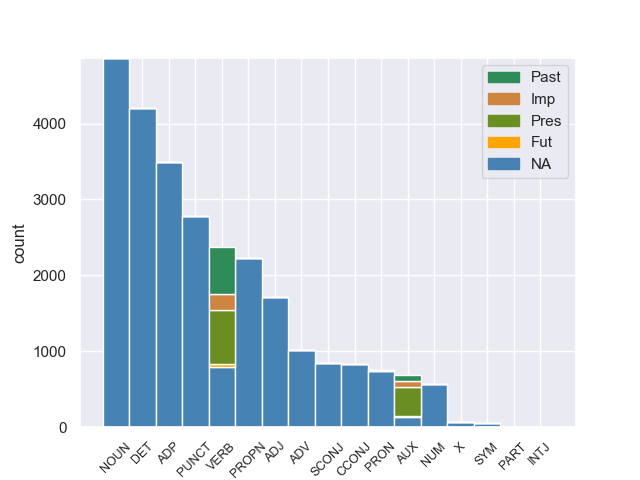 Past
Imp
Pres
Fut
NA
count
4000
3000
2000
1000
0
NOUN
DET
ADP
PUNCT
VERB
PROPN
ADJ
ADV
SCONJ
CCONJ
PRON
AUX
NUM
X
SYM
PART
INTJ